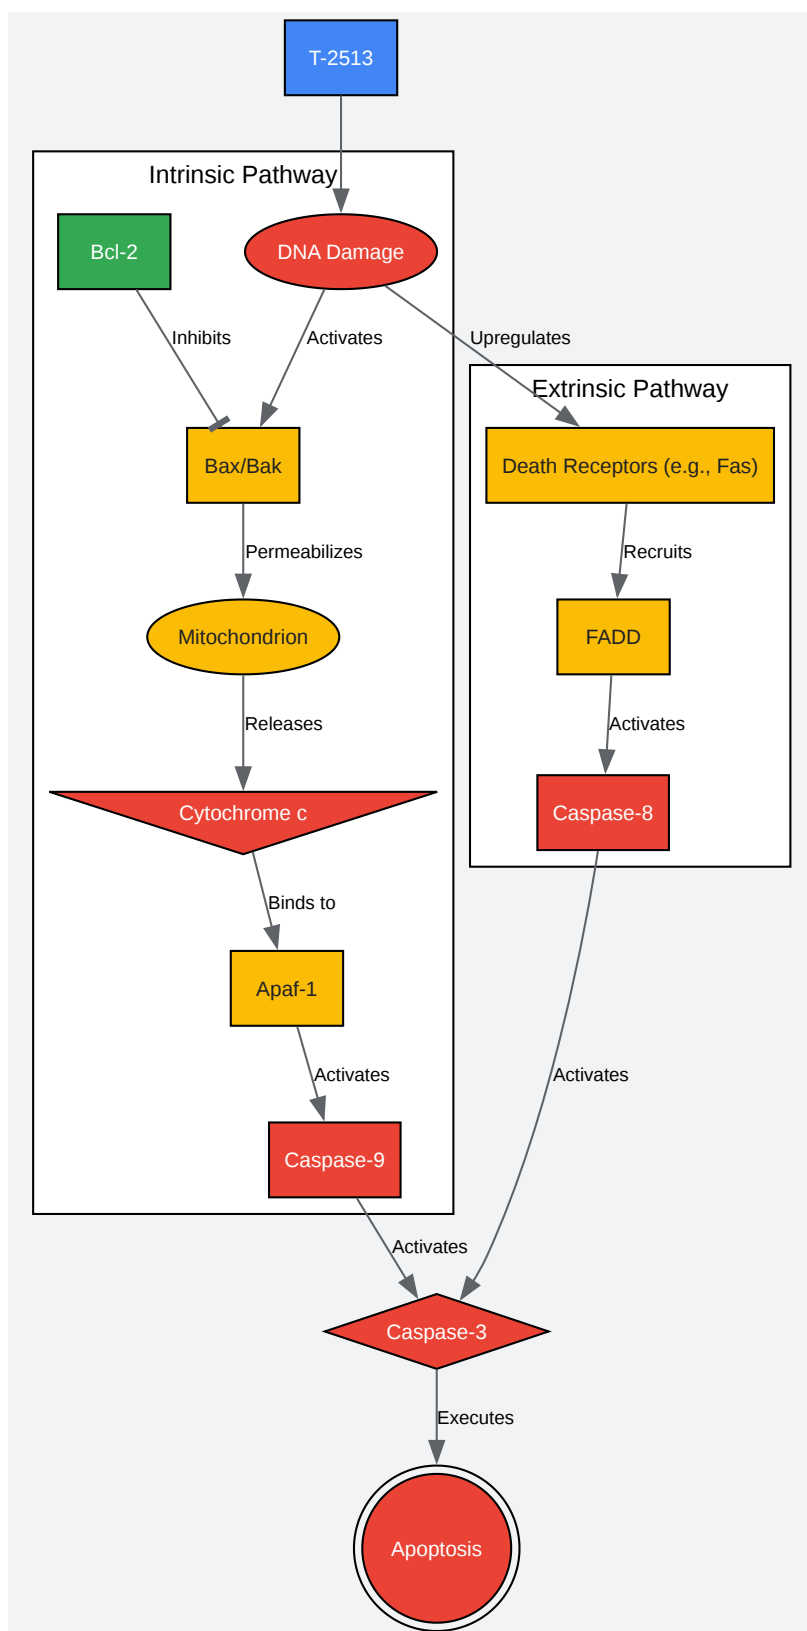 T-2513
Intrinsic Pathway
Bcl-2
DNA Damage
Inhibits
Activates
Upregulates
Extrinsic Pathway
Bax/Bak
Death Receptors (e.g., Fas)
Permeabilizes
Recruits
Mitochondrion
FADD
Releases
Activates
Cytochrome c
Caspase-8
Binds to
Apaf-1
Activates
Activates
Caspase-9
Activates
Caspase-3
Executes
Apoptosis